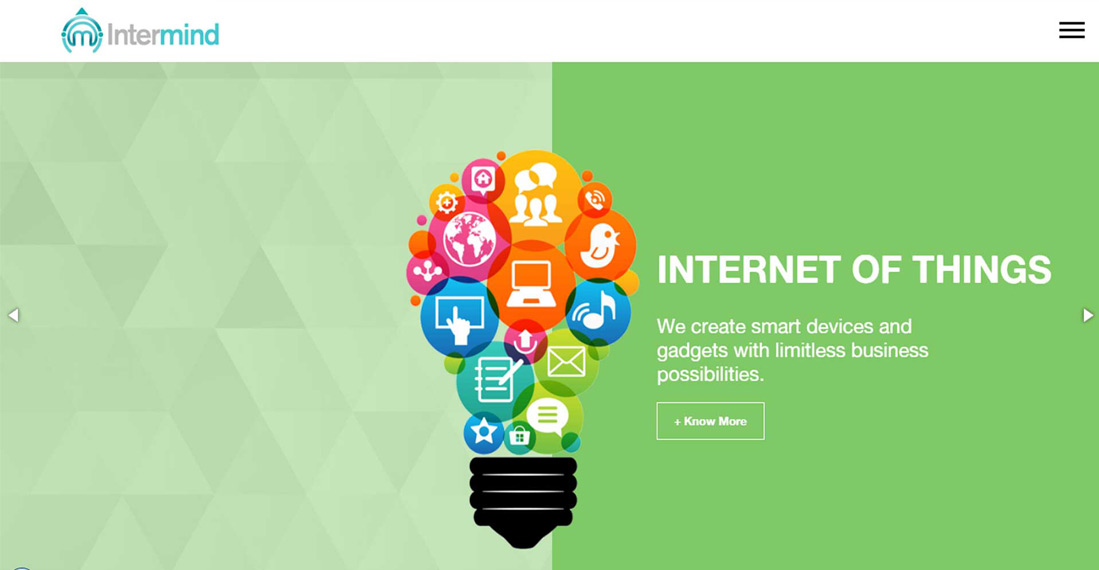 Intermind
INTERNET OF THINGS
We create smart devices and
gadgets with limitless business
possibilities.
+ Know More